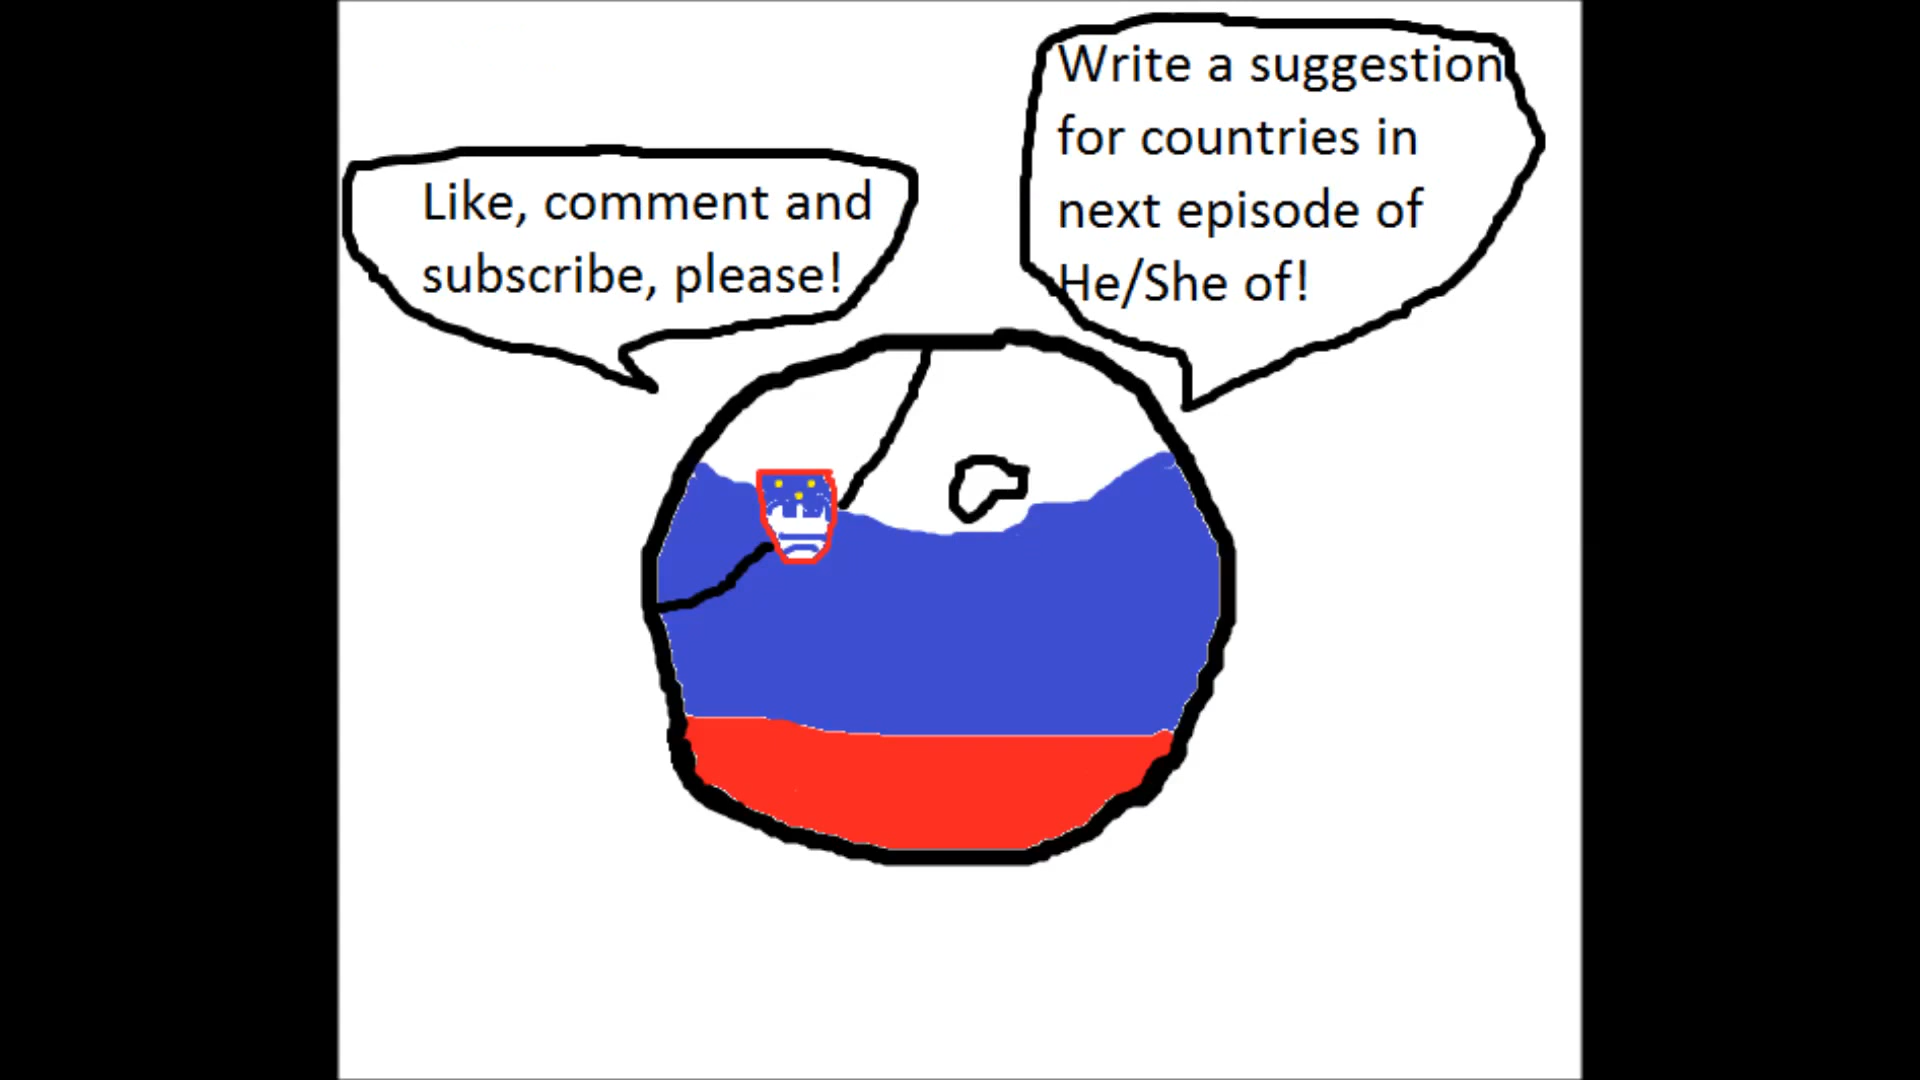 Like, comment and
subscribe, please!
Write a suggestion
for countries in
next episode of
He/She of!